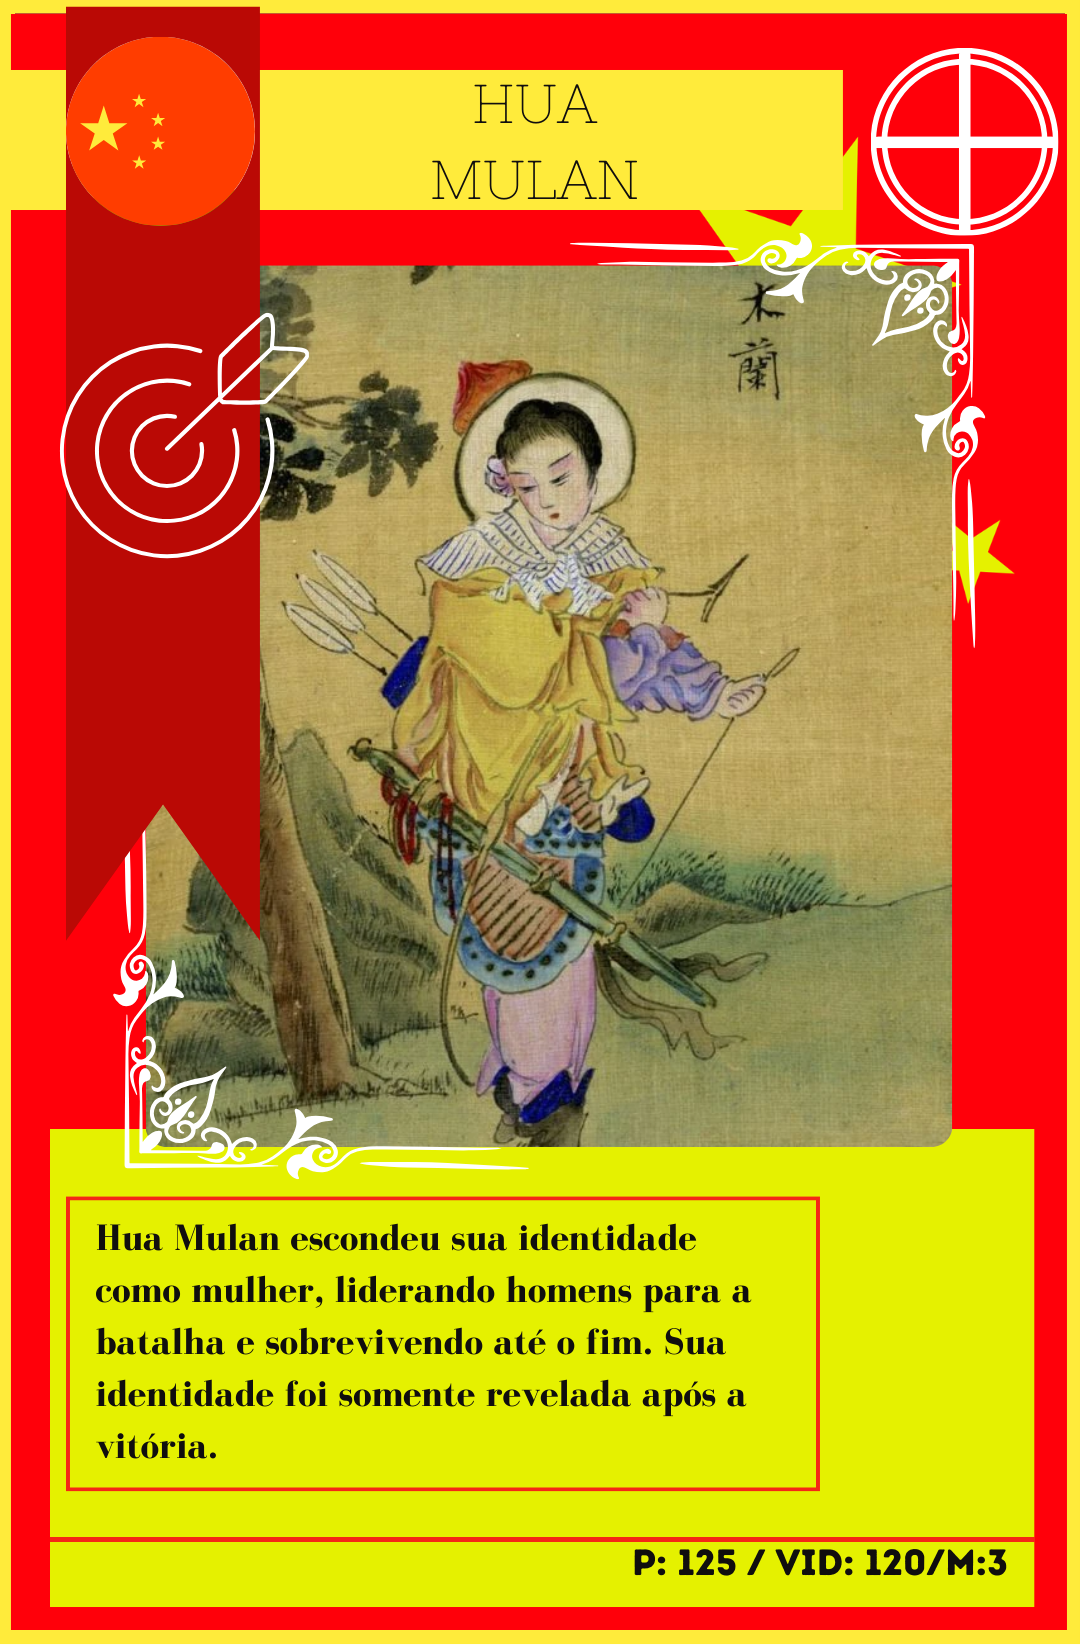 HUA
MULAN
木
蘭
Hua Mulan escondeu sua identidade
como mulher, liderando homens para a
batalha e sobrevivendo até o fim. Sua
identidade foi somente revelada após a
vitória.
P: 125 / VID: 120/M:3